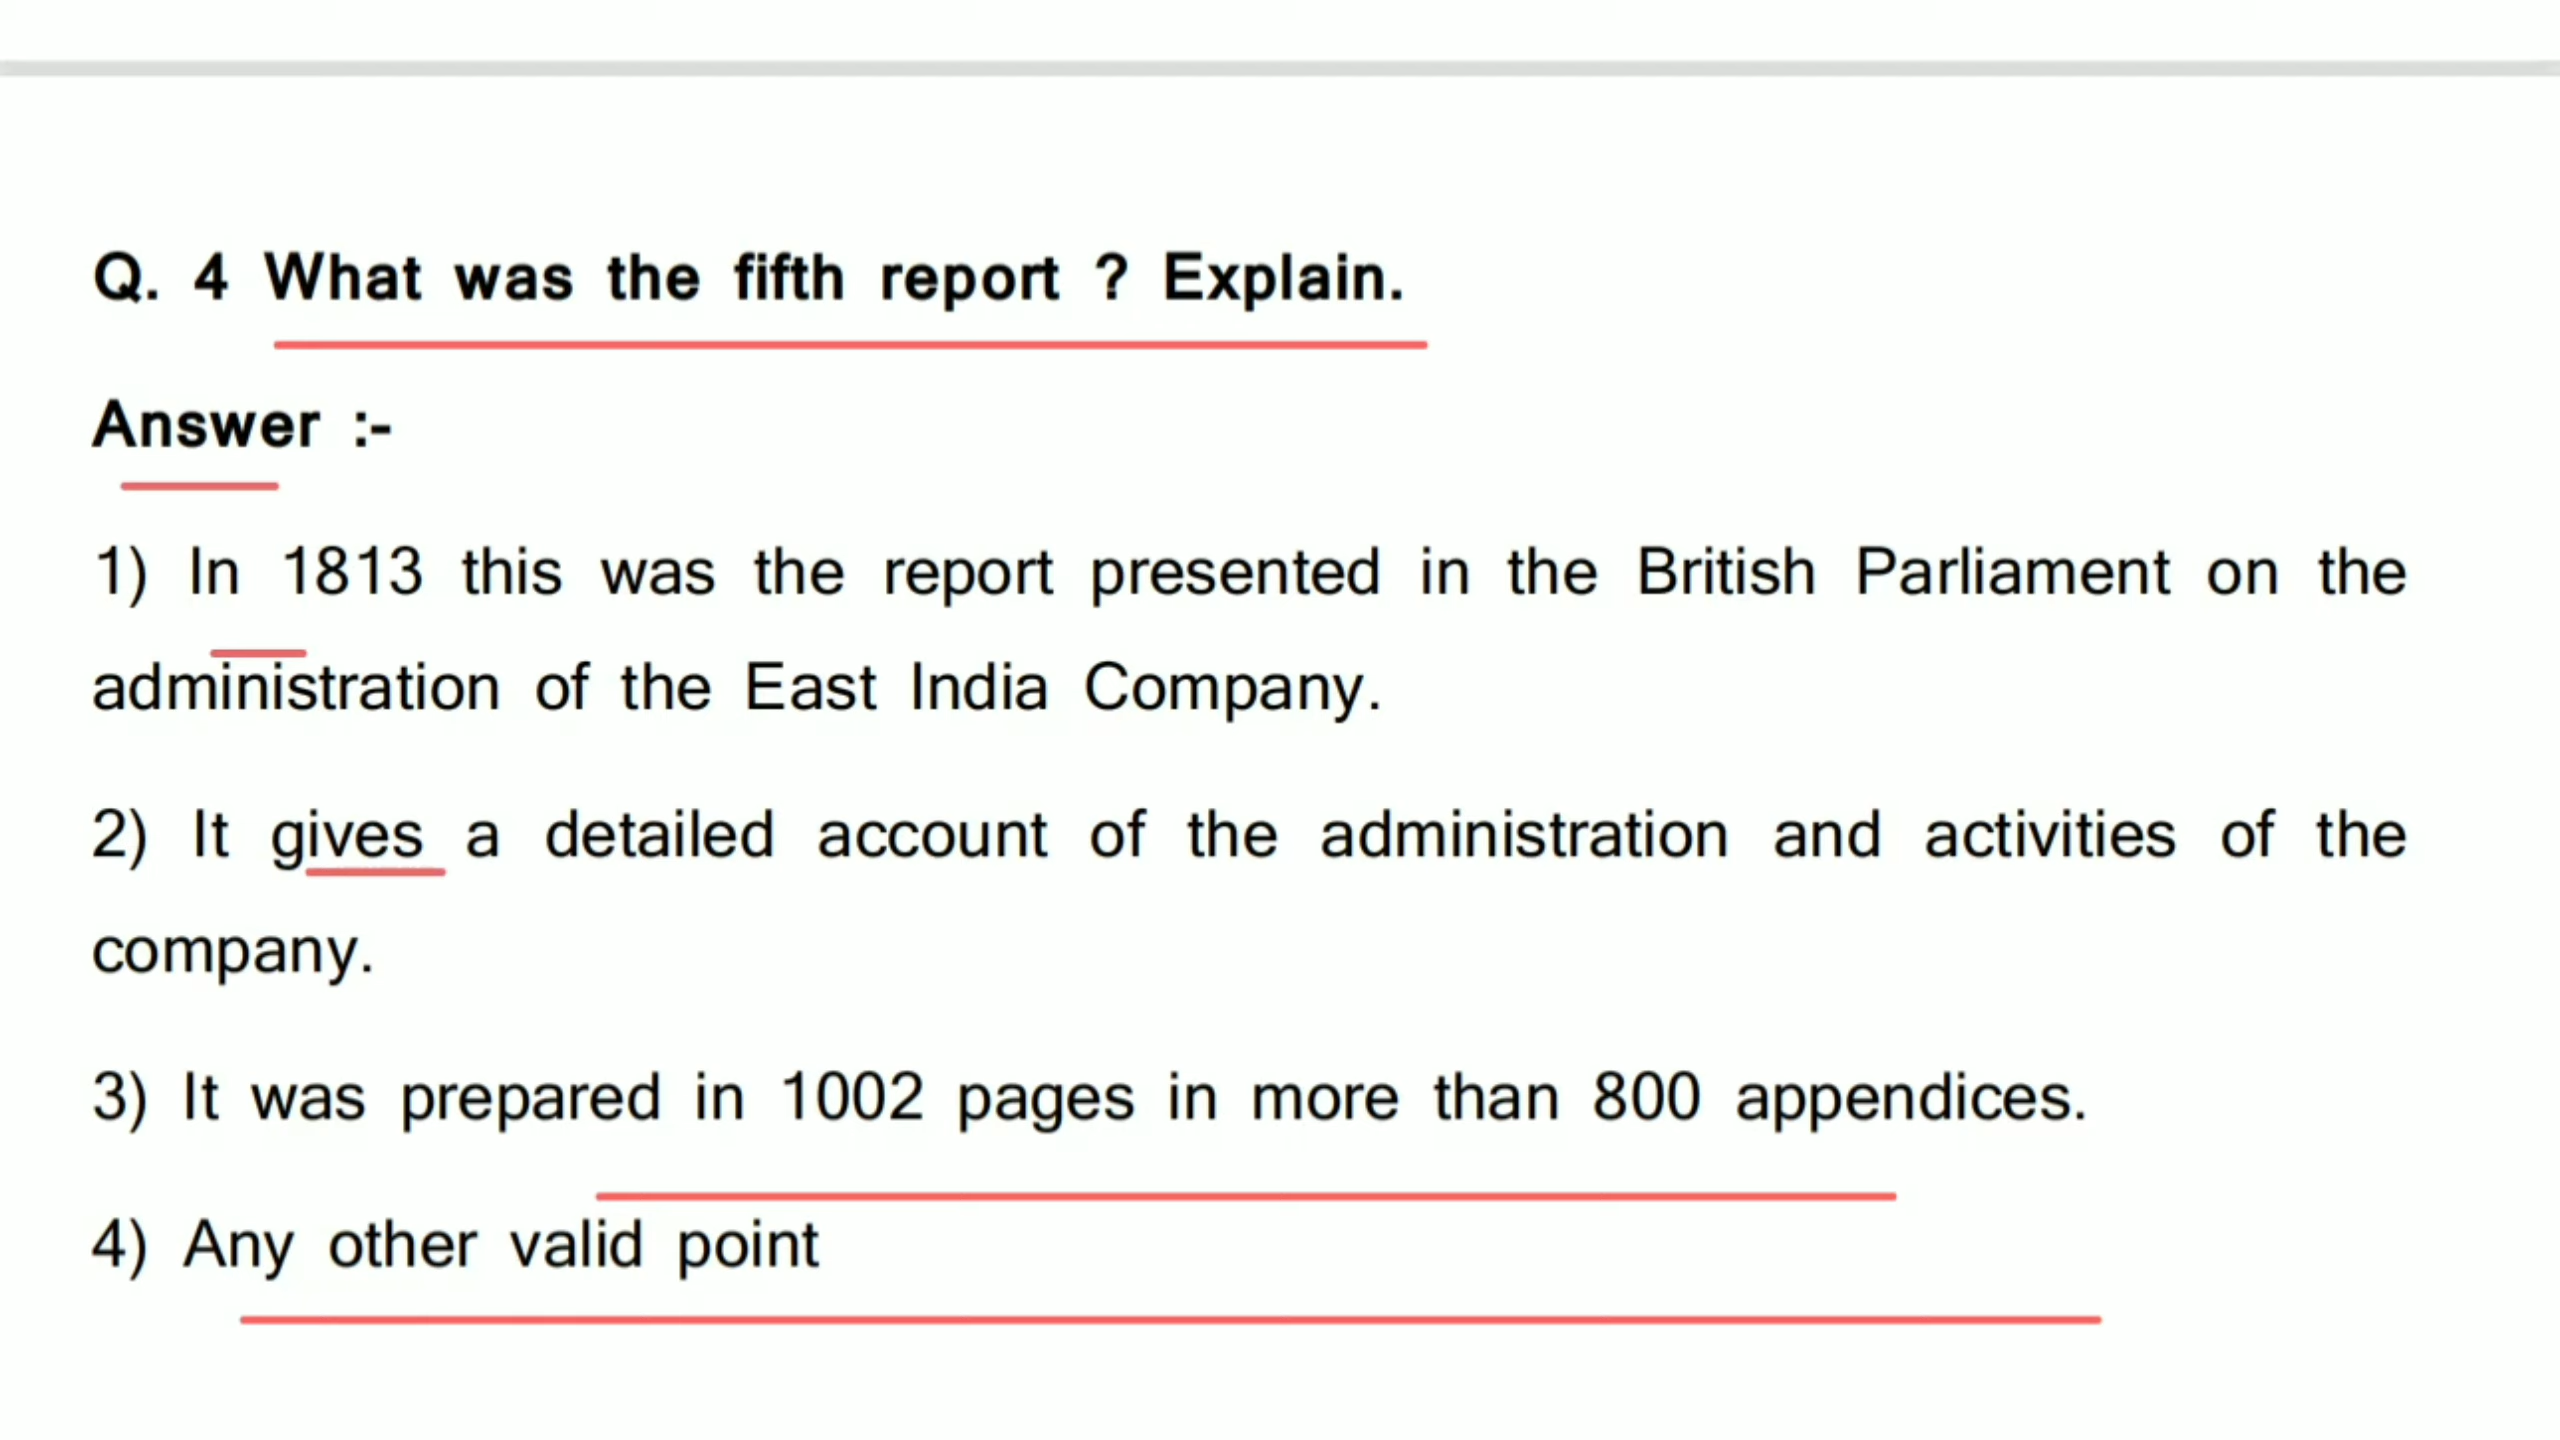 Q. 4 What was the fifth report ? Explain.
Answer :-
1) In 1813 this was the report presented in the British Parliament on the
administration of the East India Company.
2) It gives a detailed account of the administration and activities of the
company.
3) It was prepared in 1002 pages in more than 800 appendices.
4) Any other valid point